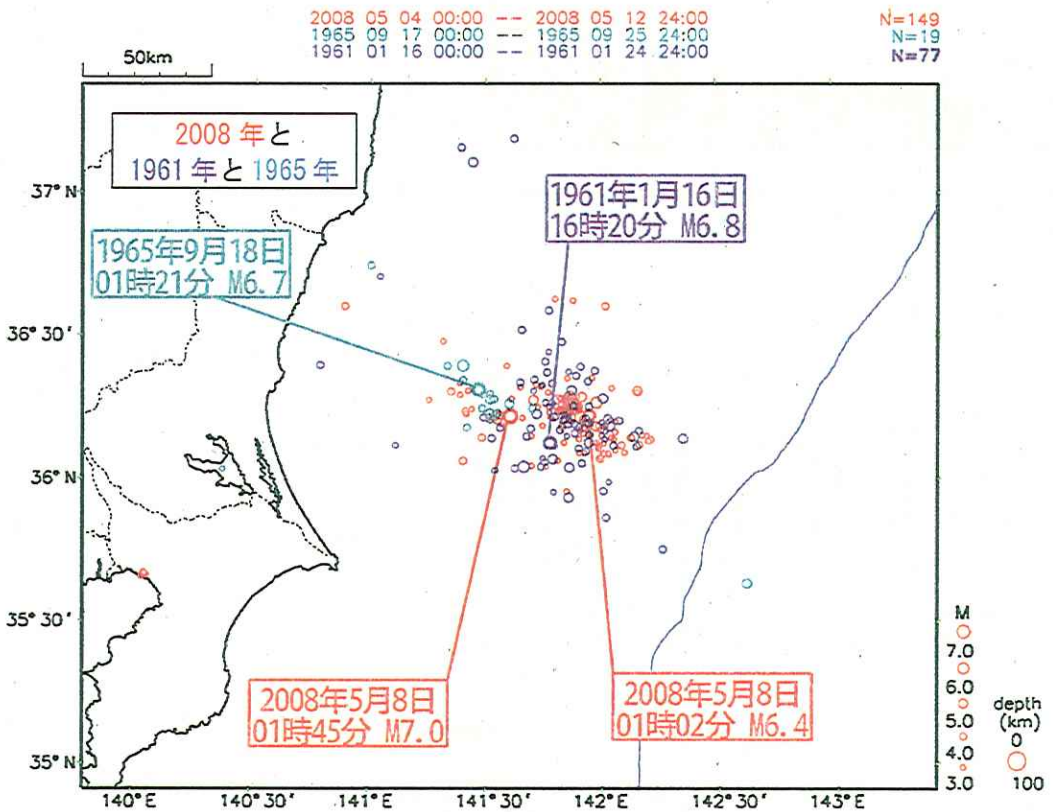 2008 05 04 00:00 -- 2008 05 12 24:00 N=149
1965 09 17 00:00 -- 1965 09 25 24:00 N=19
1961 01 16 00:00 -- 1961 01 24 24:00 N=77
50km
2008 年と
1961 年と 1965 年
37° N
1961年1月16日
16時20分 M6.8
1965年9月18日
01時21分 M6.7
36° 30′
36° N
35° 30′
2008年5月8日
01時45分 M7.0
2008年5月8日
01時02分 M6.4
M
7.0
6.0
5.0
4.0
3.0
depth
(km)
0
100
35° N
140° E
140° 30′
141° E
141° 30′
142° E
142° 30′
143° E